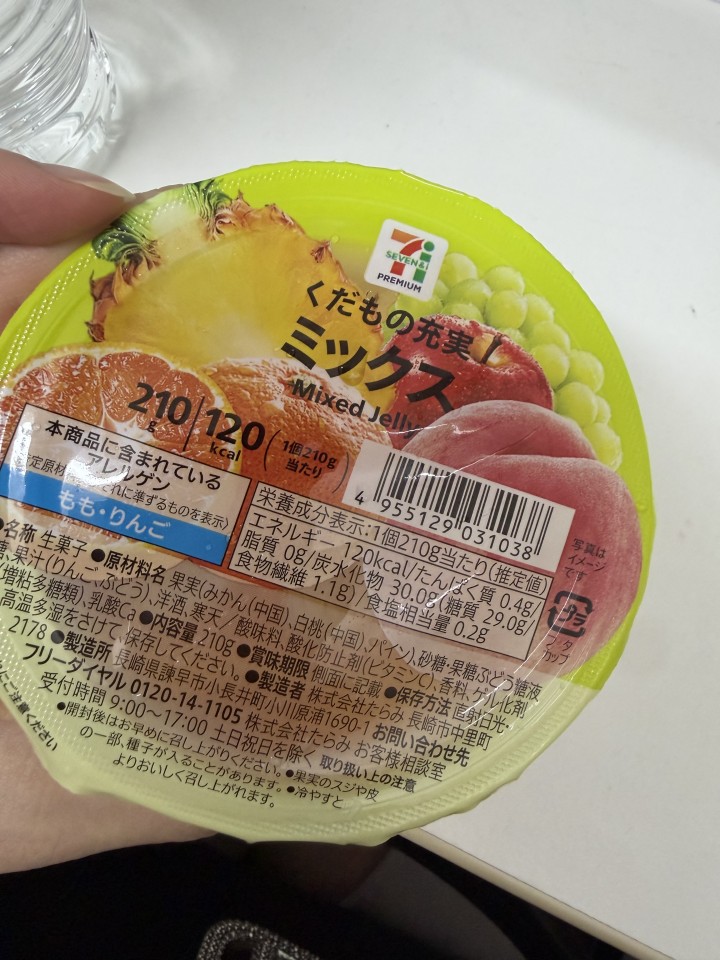 7i
SEVEN&i
PREMIUM
くだもの充実!
ミックス
Mixed Jelly
210g 120kcal (1個210g当たり)
本商品に含まれている
アレルゲン
もも・りんご
4 955129 031038
栄養成分表示:1個210g当たり(推定値)
エネルギー 120kcal/たんぱく質 0.4g/
脂質 0g/炭水化物 30.0g(糖質 29.0g/
食物繊維 1.1g)/食塩相当量 0.2g
写真は
イメージ
です
プラ
カップ
●名称 生菓子 ●原材料名 果実(みかん(中国)、白桃(中国)、パイン)、砂糖・果糖ぶどう糖液
糖、果汁(りんご、ぶどう)、洋酒、寒天/酸味料、酸化防止剤(ビタミンC)、香料、ゲル化剤
(増粘多糖類)、乳酸Ca ●内容量 210g ●賞味期限 側面に記載 ●保存方法 直射日光・
高温多湿をさけて保存してください。●製造者 株式会社たらみ 長崎市中里町
2178 ●製造所 長崎県諫早市小長井町小川原浦1690-1 お問い合わせ先
フリーダイヤル 0120-14-1105 株式会社たらみ お客様相談室
受付時間 9:00〜17:00 土日祝日を除く 取り扱い上の注意
●開封後はお早めに召し上がりください。●果実のスジや皮
の一部、種子が入ることがあります。●冷やすと
よりおいしく召し上がれます。
ご注意ください